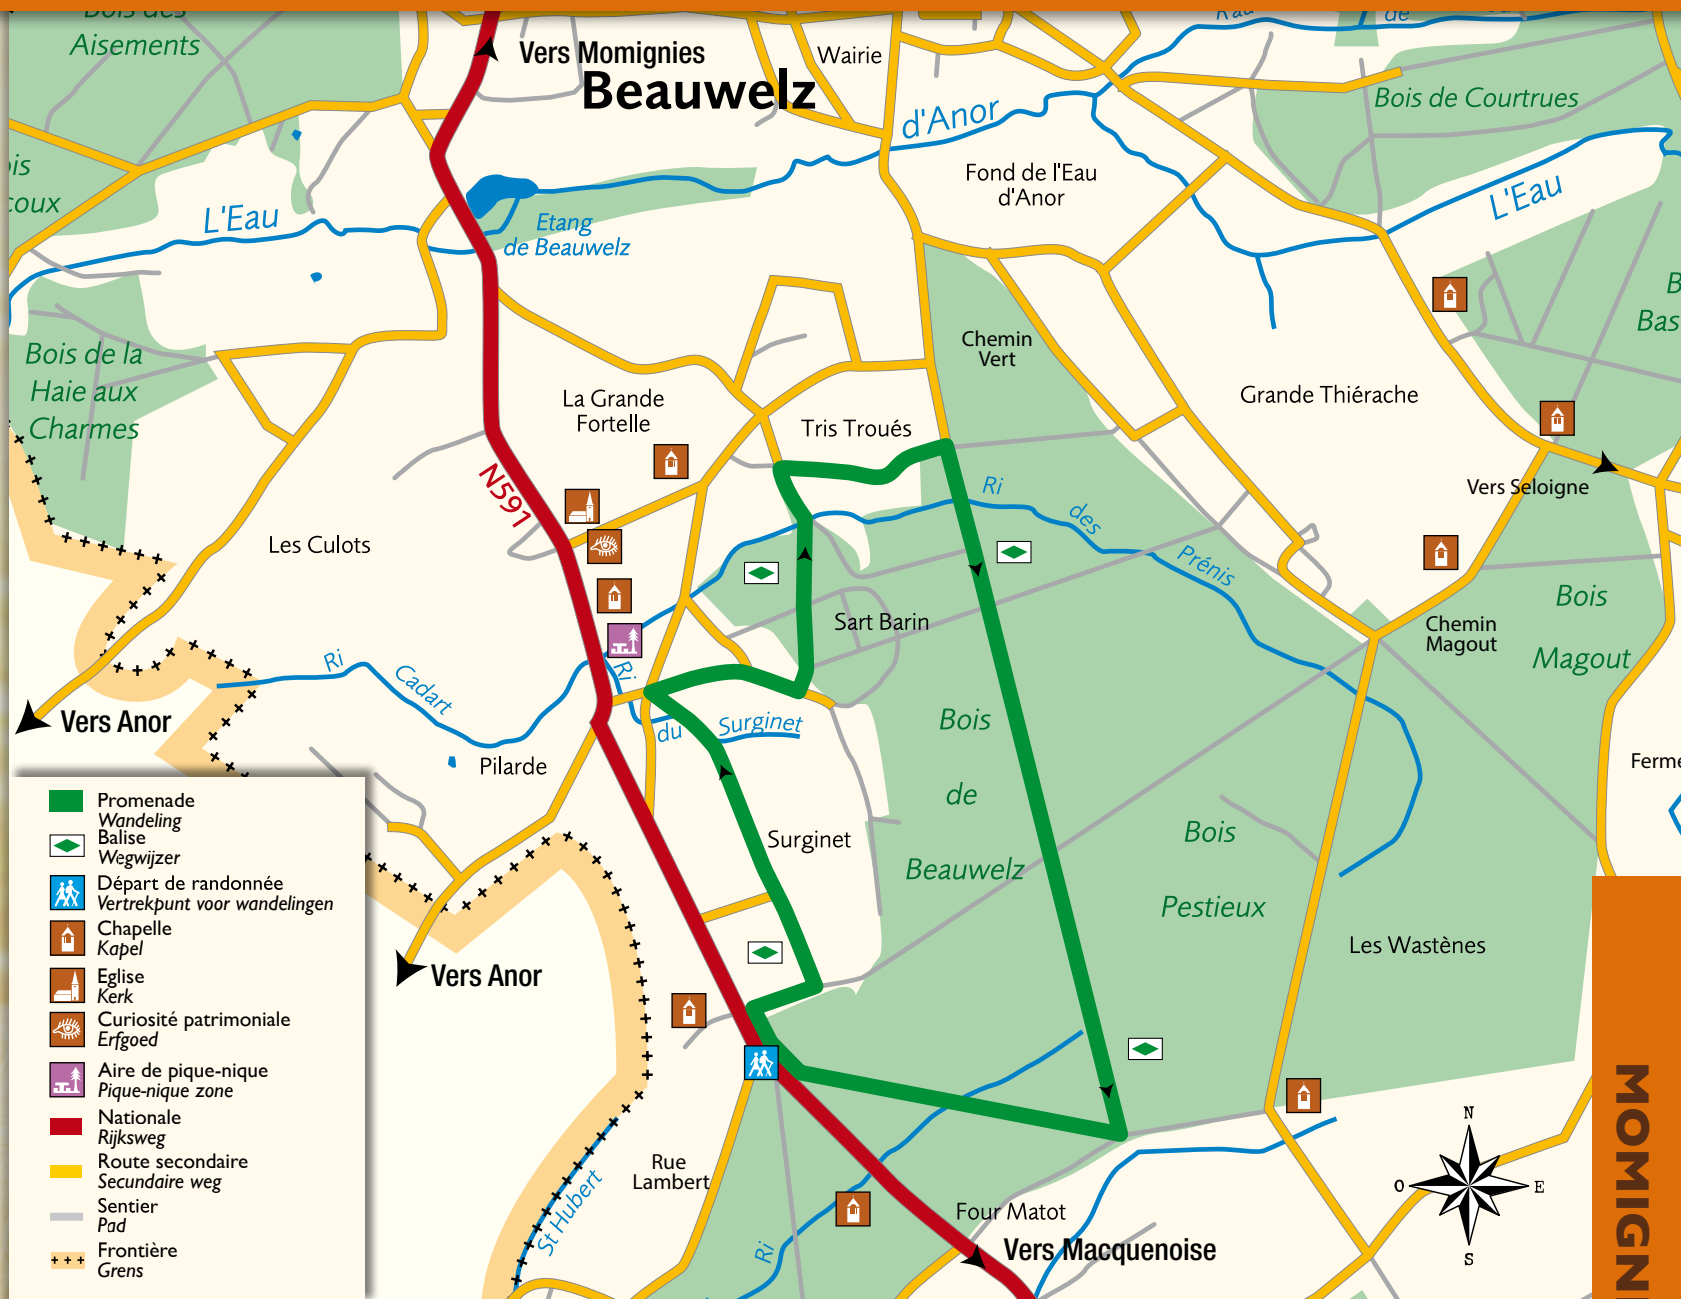 Bois des
Aisements
Vers Momignies
Beauwelz
Wairie
de
d'Anor
Bois de Courtrues
Fond de l'Eau
d'Anor
L'Eau
L'Eau
Etang
de Beauwelz
Chemin
Vert
Bois de la
Haie aux
Charmes
Grande Thiérache
La Grande
Fortelle
Tris Troués
N591
Vers Seloigne
Les Culots
Ri
des
Prénis
Sart Barin
Bois
Magout
Chemin
Magout
Ri
Cadart
Ri
du
Surginet
Vers Anor
Pilarde
Bois
de
Beauwelz
Surginet
Bois
Pestieux
Les Wastènes
Vers Anor
Promenade
Wandeling
Balise
Wegwijzer
Départ de randonnée
Vertrekpunt voor wandelingen
Chapelle
Kapel
Eglise
Kerk
Curiosité patrimoniale
Erfgoed
Aire de pique-nique
Pique-nique zone
Nationale
Rijksweg
Route secondaire
Secundaire weg
Sentier
Pad
Frontière
Grens
Rue
Lambert
St Hubert
Ri
Four Matot
Vers Macquenoise
N
O
E
S